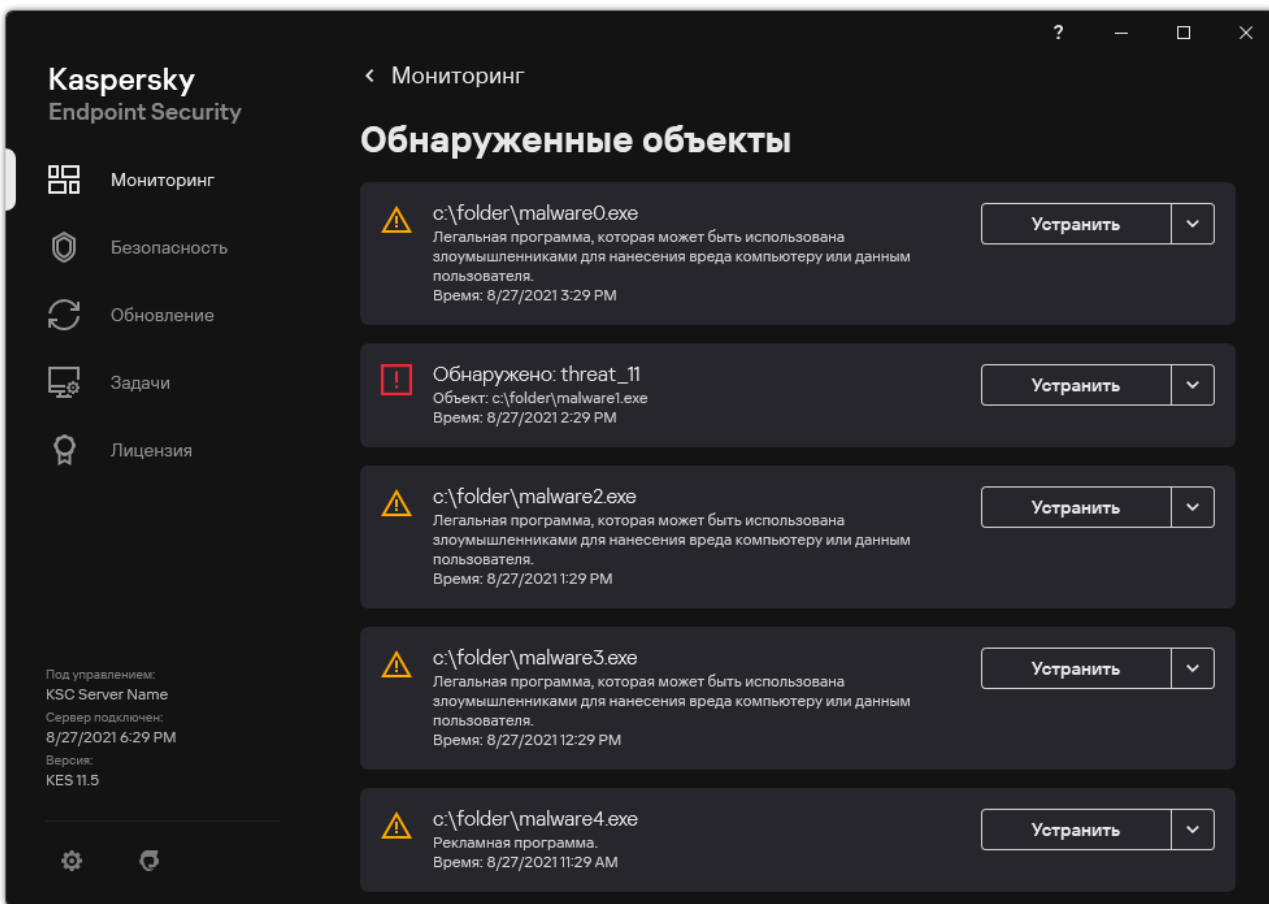 ?
Kaspersky
Endpoint Security
Мониторинг
Безопасность
Обновление
Задачи
Лицензия
Под управлением:
KSC Server Name
Сервер подключен:
8/27/2021 6:29 PM
Версия:
KES 11.5
Мониторинг
Обнаруженные объекты
c:\folder\malware0.exe
Легальная программа, которая может быть использована
злоумышленниками для нанесения вреда компьютеру или данным
пользователя.
Время: 8/27/2021 3:29 PM
Устранить
Обнаружено: threat_11
Объект: c:\folder\malware1.exe
Время: 8/27/2021 2:29 PM
Устранить
c:\folder\malware2.exe
Легальная программа, которая может быть использована
злоумышленниками для нанесения вреда компьютеру или данным
пользователя.
Время: 8/27/2021 1:29 PM
Устранить
c:\folder\malware3.exe
Легальная программа, которая может быть использована
злоумышленниками для нанесения вреда компьютеру или данным
пользователя.
Время: 8/27/2021 12:29 PM
Устранить
c:\folder\malware4.exe
Рекламная программа.
Время: 8/27/2021 11:29 AM
Устранить